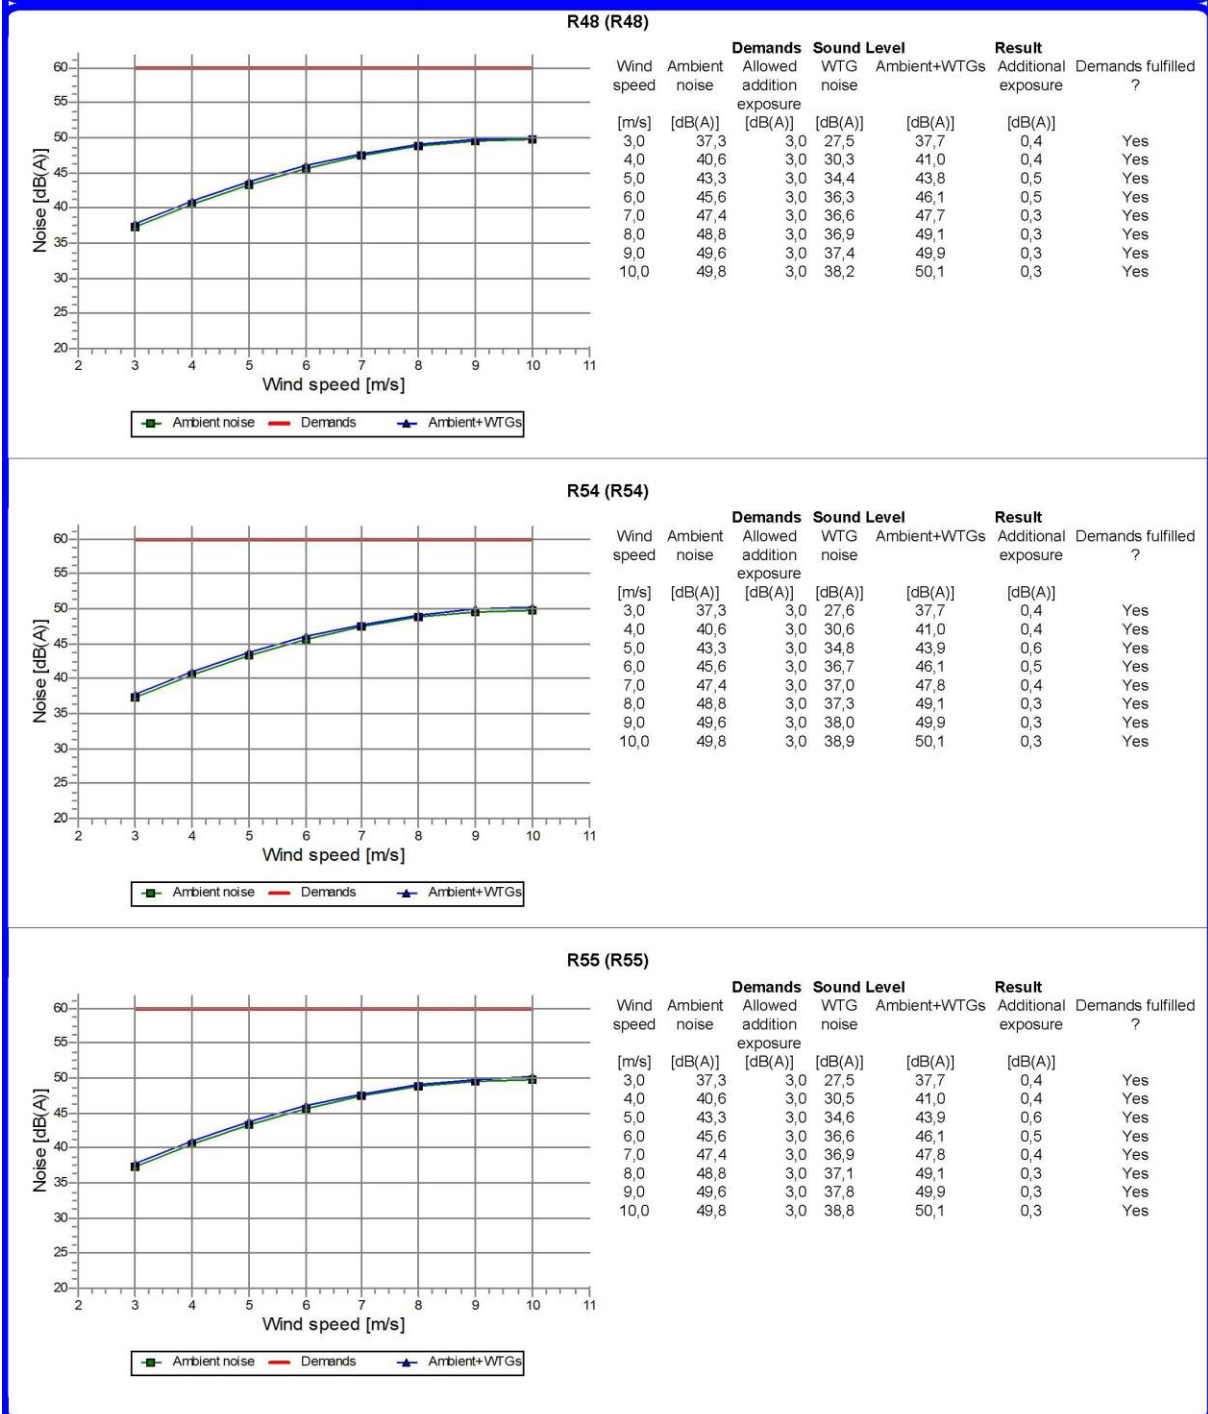 R48 (R48)
60
55
50
45
40
35
30
25
20
2 3 4 5 6 7 8 9 10 11
Noise [dB(A)]
Wind speed [m/s]
Ambient noise Demands Ambient+WTGs
Demands Sound Level Result
Wind Ambient Allowed WTG Ambient+WTGs Additional Demands fulfilled
speed noise addition noise exposure ?
exposure
[m/s] [dB(A)] [dB(A)] [dB(A)] [dB(A)] [dB(A)]
3,0 37,3 3,0 27,5 37,7 0,4 Yes
4,0 40,6 3,0 30,3 41,0 0,4 Yes
5,0 43,3 3,0 34,4 43,8 0,5 Yes
6,0 45,6 3,0 36,3 46,1 0,5 Yes
7,0 47,4 3,0 36,6 47,7 0,3 Yes
8,0 48,8 3,0 36,9 49,1 0,3 Yes
9,0 49,6 3,0 37,4 49,9 0,3 Yes
10,0 49,8 3,0 38,2 50,1 0,3 Yes
R54 (R54)
60
55
50
45
40
35
30
25
20
2 3 4 5 6 7 8 9 10 11
Noise [dB(A)]
Wind speed [m/s]
Ambient noise Demands Ambient+WTGs
Demands Sound Level Result
Wind Ambient Allowed WTG Ambient+WTGs Additional Demands fulfilled
speed noise addition noise exposure ?
exposure
[m/s] [dB(A)] [dB(A)] [dB(A)] [dB(A)] [dB(A)]
3,0 37,3 3,0 27,6 37,7 0,4 Yes
4,0 40,6 3,0 30,6 41,0 0,4 Yes
5,0 43,3 3,0 34,8 43,9 0,6 Yes
6,0 45,6 3,0 36,7 46,1 0,5 Yes
7,0 47,4 3,0 37,0 47,8 0,4 Yes
8,0 48,8 3,0 37,3 49,1 0,3 Yes
9,0 49,6 3,0 38,0 49,9 0,3 Yes
10,0 49,8 3,0 38,9 50,1 0,3 Yes
R55 (R55)
60
55
50
45
40
35
30
25
20
2 3 4 5 6 7 8 9 10 11
Noise [dB(A)]
Wind speed [m/s]
Ambient noise Demands Ambient+WTGs
Demands Sound Level Result
Wind Ambient Allowed WTG Ambient+WTGs Additional Demands fulfilled
speed noise addition noise exposure ?
exposure
[m/s] [dB(A)] [dB(A)] [dB(A)] [dB(A)] [dB(A)]
3,0 37,3 3,0 27,5 37,7 0,4 Yes
4,0 40,6 3,0 30,5 41,0 0,4 Yes
5,0 43,3 3,0 34,6 43,9 0,6 Yes
6,0 45,6 3,0 36,6 46,1 0,5 Yes
7,0 47,4 3,0 36,9 47,8 0,4 Yes
8,0 48,8 3,0 37,1 49,1 0,3 Yes
9,0 49,6 3,0 37,8 49,9 0,3 Yes
10,0 49,8 3,0 38,8 50,1 0,3 Yes